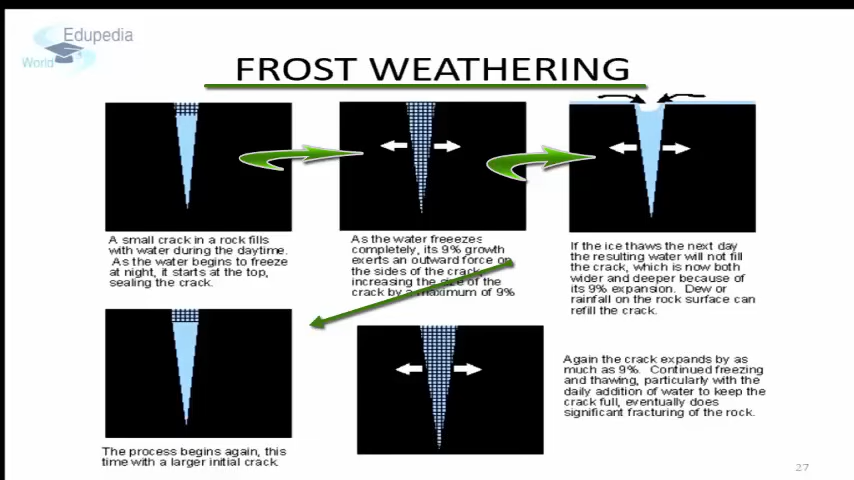 Edupedia
World
FROST WEATHERING
A small crack in a rock fills
with water during the daytime.
As the water begins to freeze
at night, it starts at the top,
sealing the crack.
As the water freeezes
completely, its 9% growth
exerts an outward force on
the sides of the crack,
increasing the size of the
crack by a maximum of 9%
If the ice thaws the next day
the resulting water will not fill
the crack, which is now both
wider and deeper because of
its 9% expansion. Dew or
rainfall on the rock surface can
refill the crack.
The process begins again, this
time with a larger initial crack.
Again the crack expands by as
much as 9%. Continued freezing
and thawing, particularly with the
daily addition of water to keep the
crack full, eventually does
significant fracturing of the rock.
27